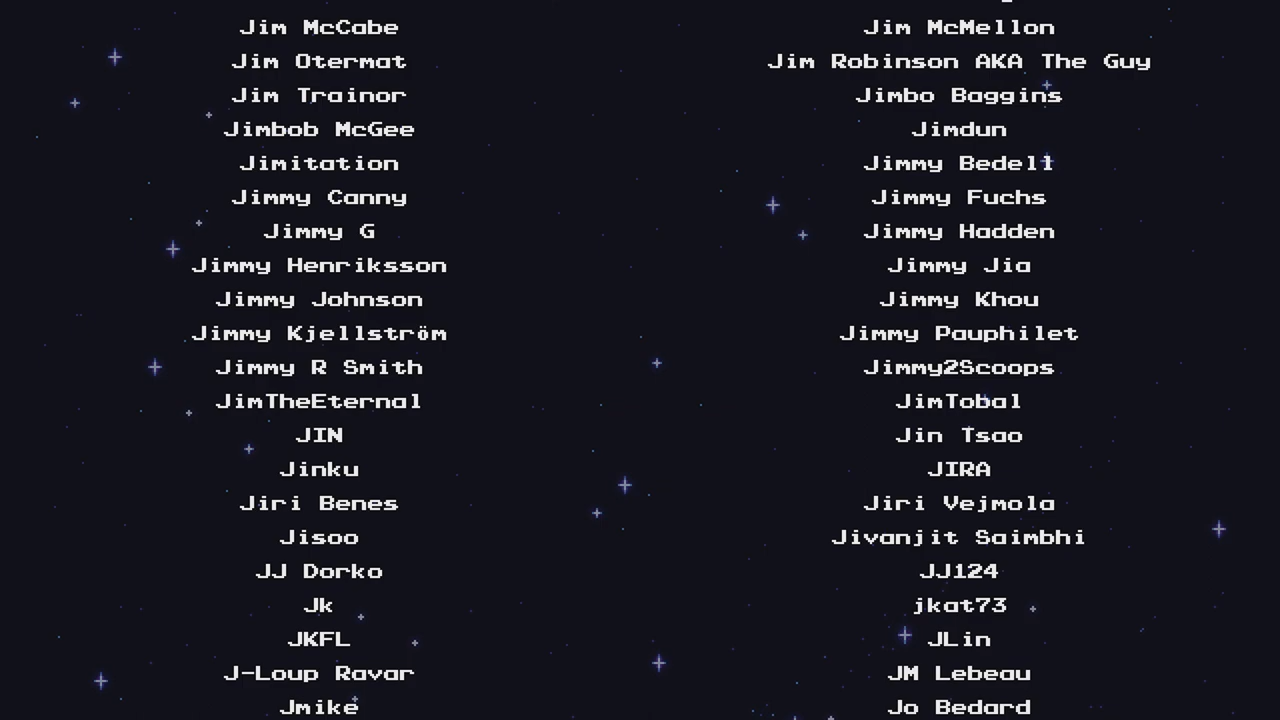 Jim McCabe
Jim McMellon
Jim Otermat
Jim Robinson AKA The Guy
Jim Trainor
Jimbo Baggins
Jimbob McGee
Jimdun
Jimitation
Jimmy Bedell
Jimmy Canny
Jimmy Fuchs
Jimmy G
Jimmy Hadden
Jimmy Henriksson
Jimmy Jia
Jimmy Johnson
Jimmy Khou
Jimmy Kjellström
Jimmy Pauphilet
Jimmy R Smith
Jimmy2Scoops
JimTheEternal
JimTobal
JIN
Jin Tsao
Jinku
JIRA
Jiri Benes
Jiri Vejmola
Jisoo
Jivanjit Saimbhi
JJ Dorko
JJ124
Jk
jkat73
JKFL
JLin
J-Loup Ravar
JM Lebeau
Jmike
Jo Bedard